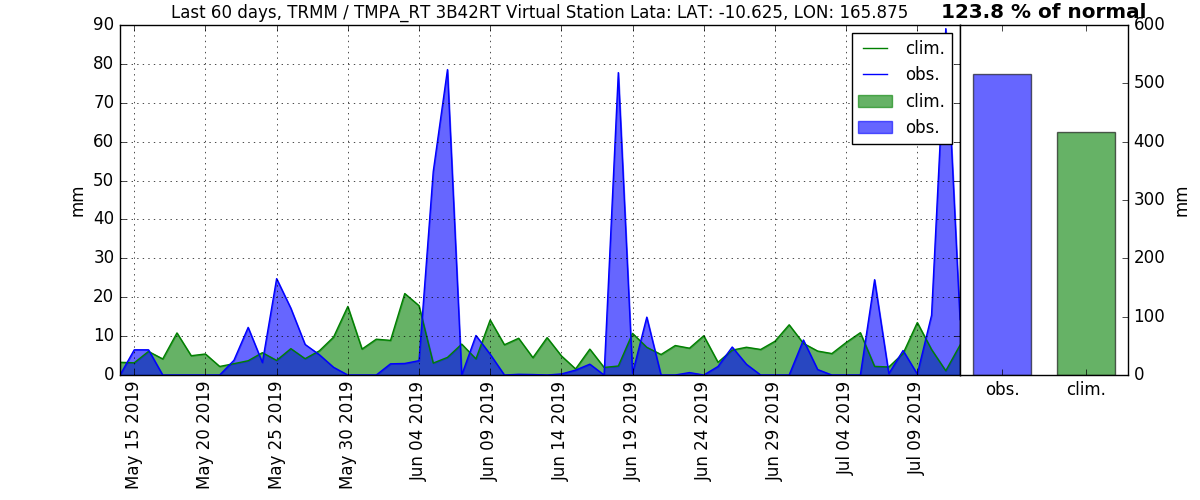 Last 60 days, TRMM / TMPA_RT 3B42RT Virtual Station Lata: LAT: -10.625, LON: 165.875
123.8 % of normal
90
80
70
60
50
40
30
20
10
0
mm
clim.
obs.
clim.
obs.
May 15 2019
May 20 2019
May 25 2019
May 30 2019
Jun 04 2019
Jun 09 2019
Jun 14 2019
Jun 19 2019
Jun 24 2019
Jun 29 2019
Jul 04 2019
Jul 09 2019
600
500
400
300
200
100
0
mm
obs.
clim.